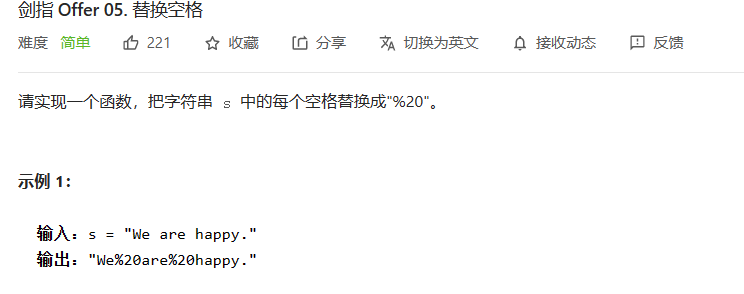 剑指 Offer 05. 替换空格
难度 简单 221 收藏 分享 切换为英文 接收动态 反馈
请实现一个函数，把字符串 s 中的每个空格替换成"%20"。
示例 1：
输入：s = "We are happy."
输出："We%20are%20happy."